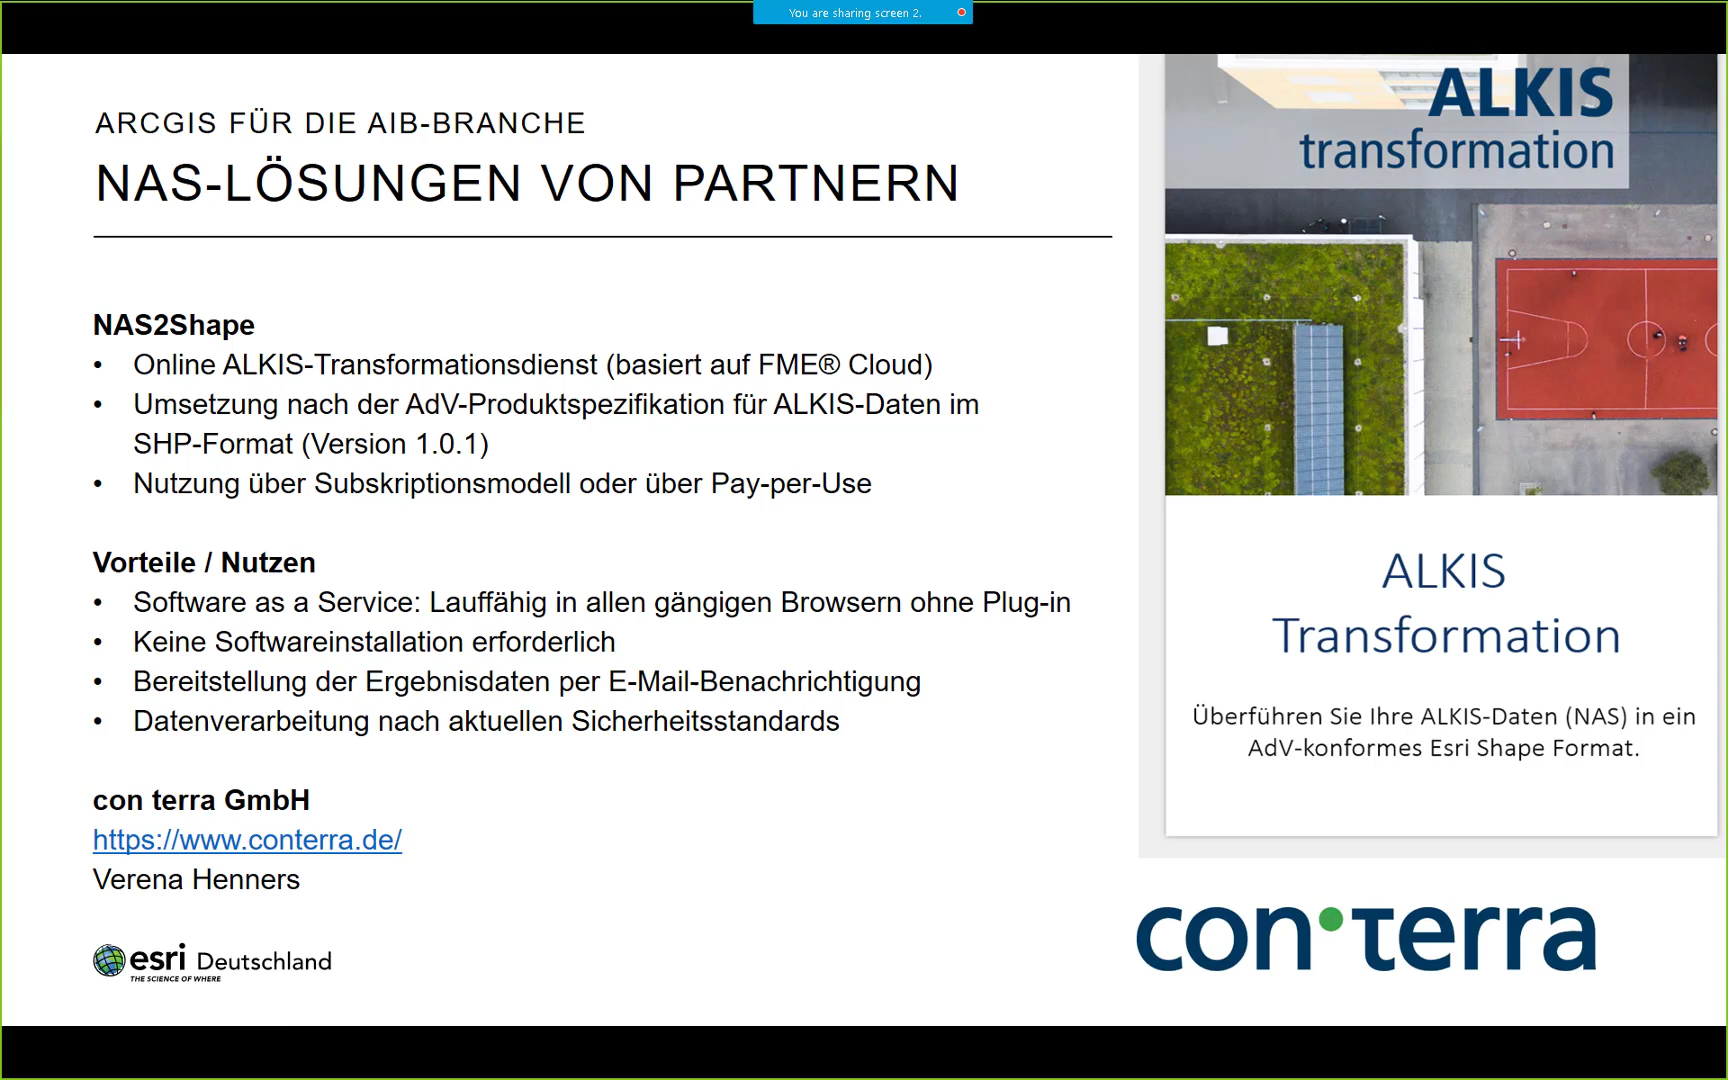 You are sharing screen 2.
ARCGIS FÜR DIE AIB-BRANCHE
NAS-LÖSUNGEN VON PARTNERN
NAS2Shape
• Online ALKIS-Transformationsdienst (basiert auf FME® Cloud)
• Umsetzung nach der AdV-Produktspezifikation für ALKIS-Daten im
SHP-Format (Version 1.0.1)
• Nutzung über Subskriptionsmodell oder über Pay-per-Use
Vorteile / Nutzen
• Software as a Service: Lauffähig in allen gängigen Browsern ohne Plug-in
• Keine Softwareinstallation erforderlich
• Bereitstellung der Ergebnisdaten per E-Mail-Benachrichtigung
• Datenverarbeitung nach aktuellen Sicherheitsstandards
con terra GmbH
https://www.conterra.de/
Verena Henners
esri Deutschland
THE SCIENCE OF WHERE
ALKIS
transformation
ALKIS
Transformation
Überführen Sie Ihre ALKIS-Daten (NAS) in ein
AdV-konformes Esri Shape Format.
con•terra